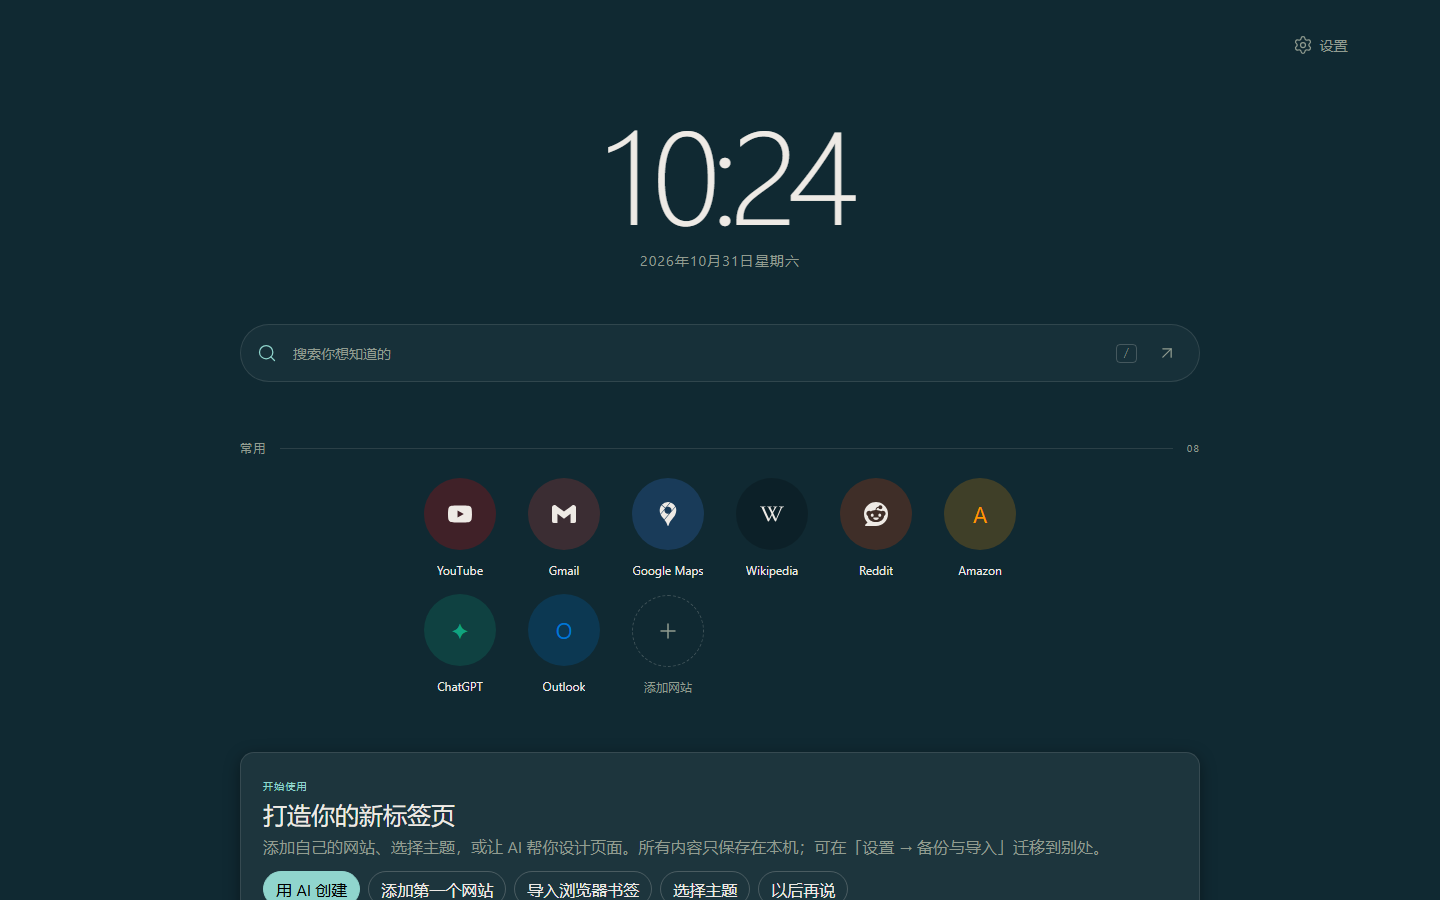 设置
10:24
2026年10月31日星期六
搜索你想知道的 /
常用 08
YouTube Gmail Google Maps W Wikipedia Reddit A Amazon
ChatGPT O Outlook 添加网站
开始使用
打造你的新标签页
添加自己的网站、选择主题，或让 AI 帮你设计页面。所有内容只保存在本机；可在「设置 → 备份与导入」迁移到别处。
用 AI 创建 添加第一个网站 导入浏览器书签 选择主题 以后再说